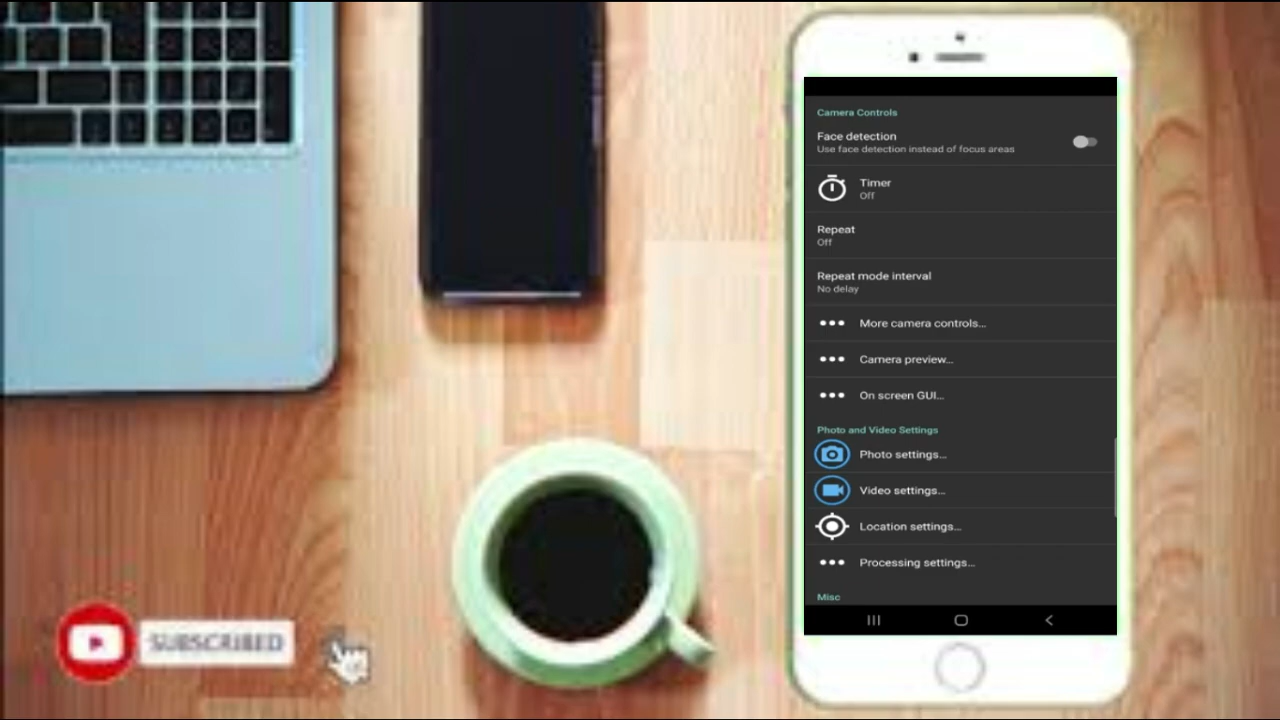 Camera Controls
Face detection
Use face detection instead of focus areas
Timer
Off
Repeat
Off
Repeat mode interval
No delay
More camera controls...
Camera preview...
On screen GUI...
Photo and Video Settings
Photo settings...
Video settings...
Location settings...
Processing settings...
Misc
SUBSCRIBED